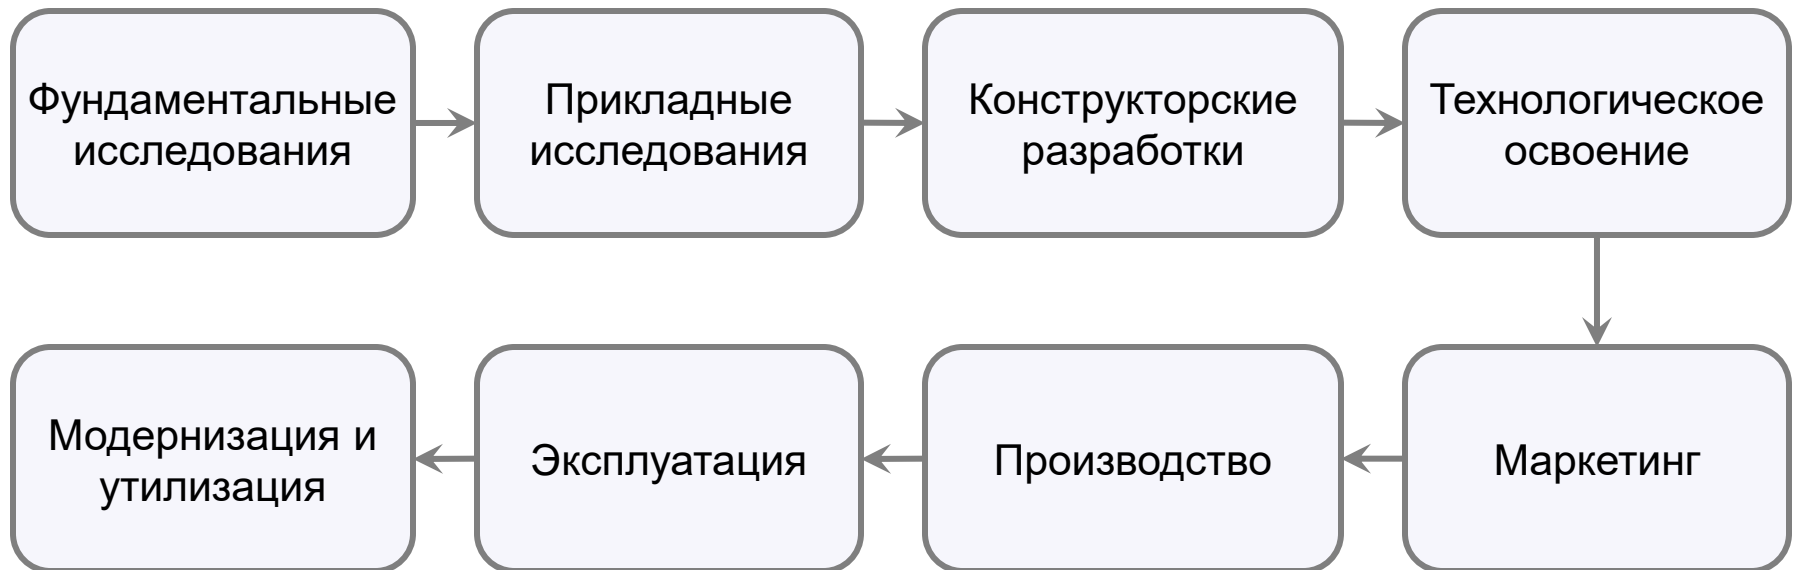 Фундаментальные
исследования
Прикладные
исследования
Конструкторские
разработки
Технологическое
освоение
Маркетинг
Производство
Эксплуатация
Модернизация и
утилизация